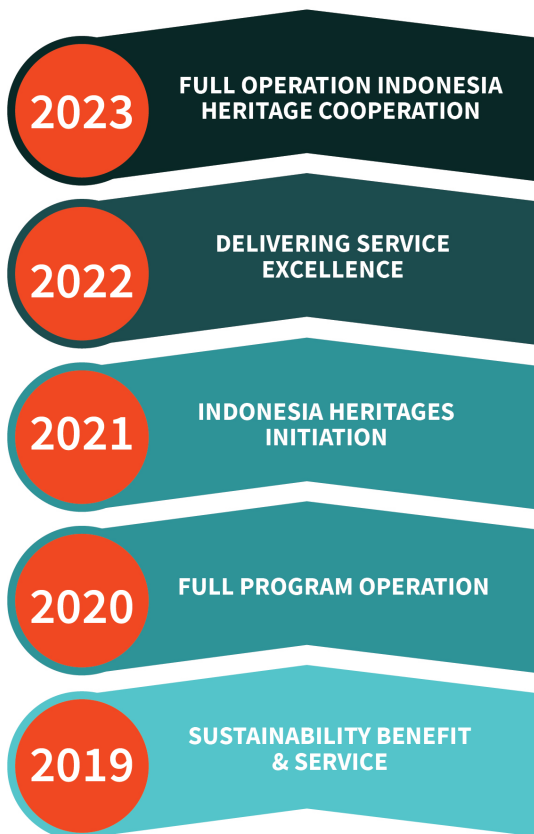 2023
FULL OPERATION INDONESIA
HERITAGE COOPERATION
2022
DELIVERING SERVICE
EXCELLENCE
2021
INDONESIA HERITAGES
INITIATION
2020
FULL PROGRAM OPERATION
2019
SUSTAINABILITY BENEFIT
& SERVICE